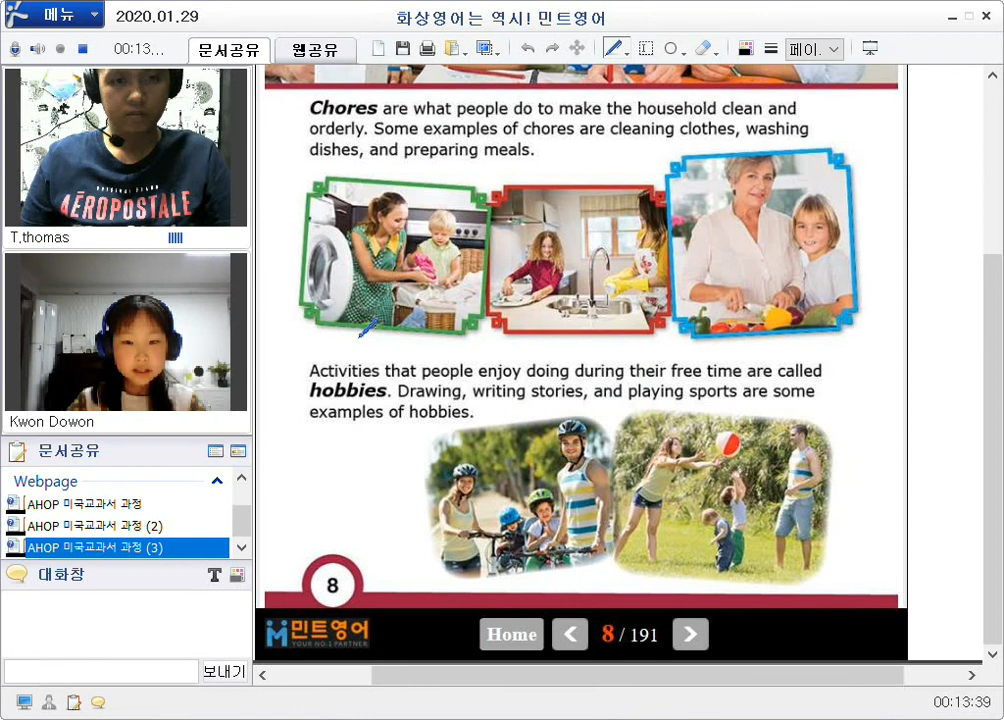 메뉴
2020.01.29
화상영어는 역시! 민트영어
00:13...
문서공유
웹공유
페이.
T.thomas
Kwon Dowon
AÉROPOSTALE
문서공유
Webpage
AHOP 미국교과서 과정
AHOP 미국교과서 과정 (2)
AHOP 미국교과서 과정 (3)
대화창
보내기
Chores are what people do to make the household clean and
orderly. Some examples of chores are cleaning clothes, washing
dishes, and preparing meals.
Activities that people enjoy doing during their free time are called
hobbies. Drawing, writing stories, and playing sports are some
examples of hobbies.
8
민트영어
YOUR NO.1 PARTNER
Home
8 / 191
00:13:39